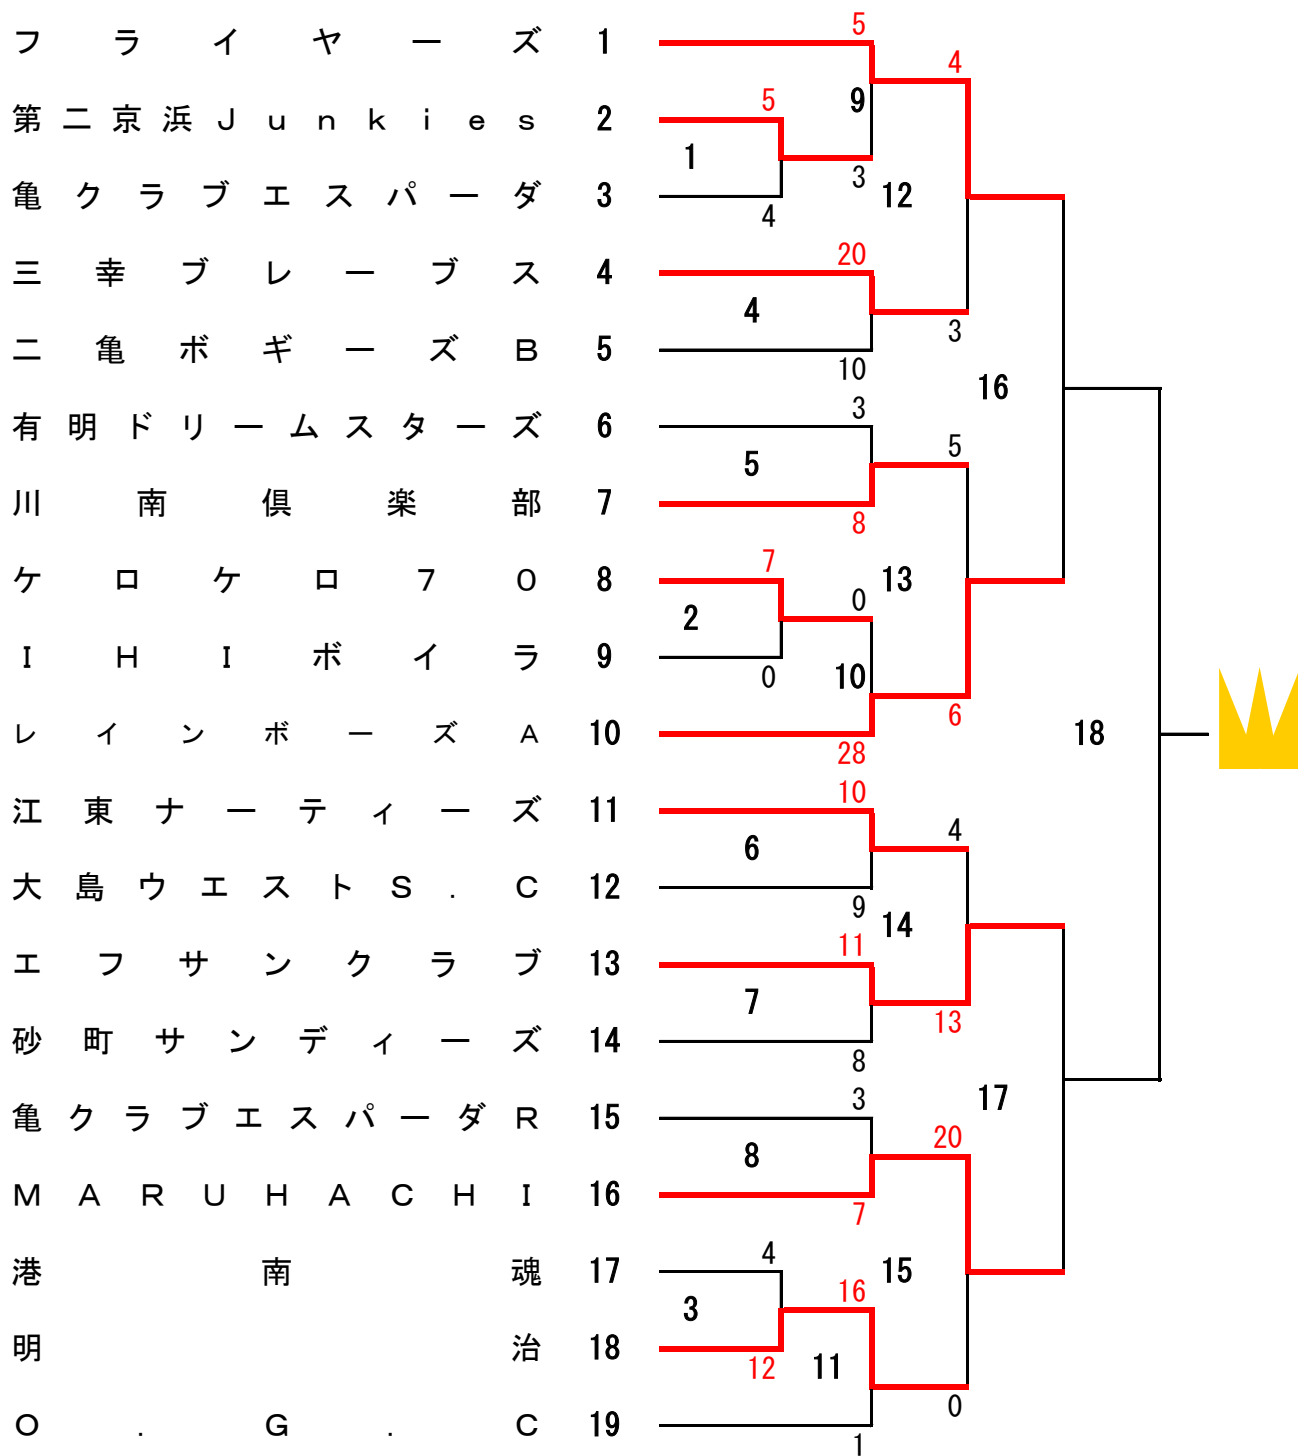 フライヤーズ 1
5
4
第二京浜Junkies 2
5
9
1
3
12
亀クラブエスパーダ 3
4
三幸ブレーブス 4
20
4
3
二亀ボギーズB 5
10
16
有明ドリームスターズ 6
3
5
5
川南倶楽部 7
8
7
13
ケロケロ70 8
0
2
IHIボイラ 9
0
10
6
レインボーズA 10
28
18
江東ナーティーズ 11
10
4
6
大島ウエストS.C 12
9
14
エフサンクラブ 13
11
7
13
砂町サンディーズ 14
8
17
亀クラブエスパーダR 15
3
20
8
MARUHACHI 16
7
港南魂 17
4
15
16
3
明治 18
12
11
0
O.G.C 19
1